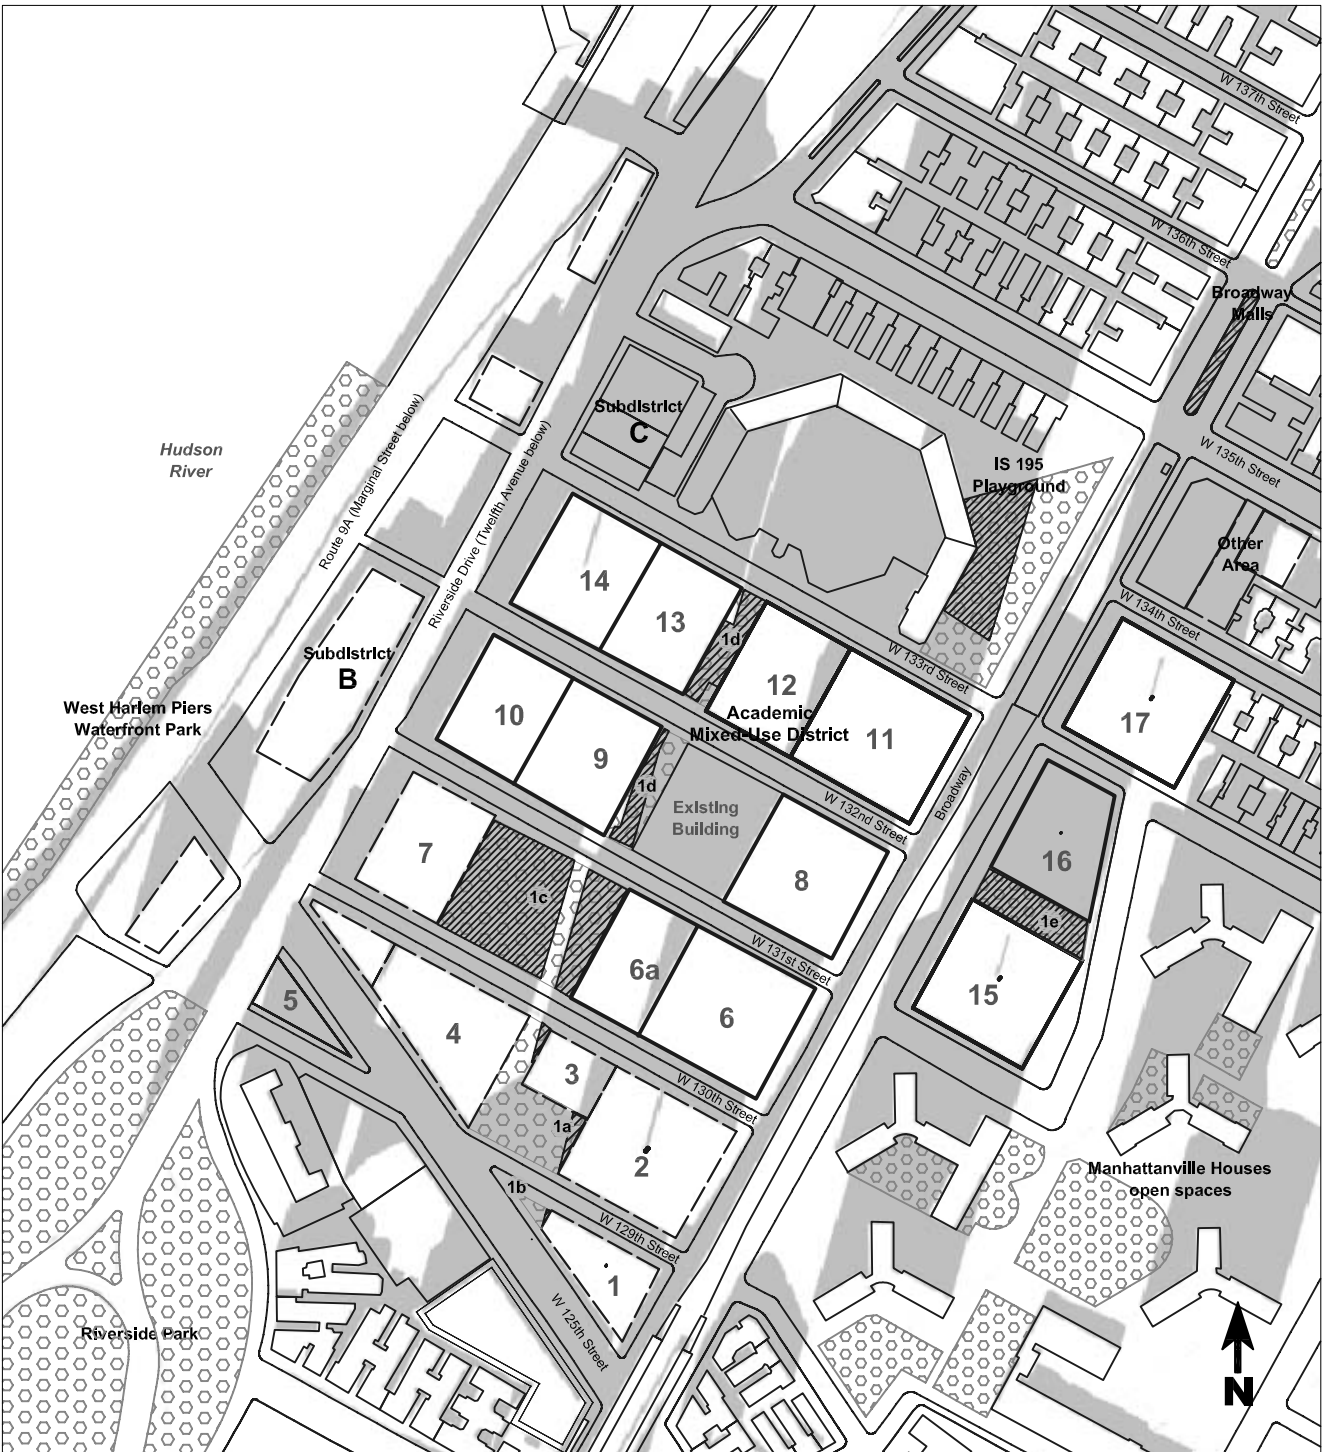 W 137th Street
W 136th Street
Broadway
Malls
Subdistrict
C
Hudson
River
Route 9A (Marginal Street below)
Riverside Drive (Twelfth Avenue below)
W 135th Street
IS 195
Playground
Other
Area
14
13
1d
W 134th Street
W 133rd Street
Subdistrict
B
12
Academic
Mixed-Use District
11
17
West Harlem Piers
Waterfront Park
10
9
1d
Existing
Building
W 132nd Street
Broadway
7
1c
8
16
1e
W 131st Street
6a
6
15
5
4
3
W 130th Street
1a
2
Manhattanville Houses
open spaces
1b
W 129th Street
1
W 125th Street
Riverside Park
N